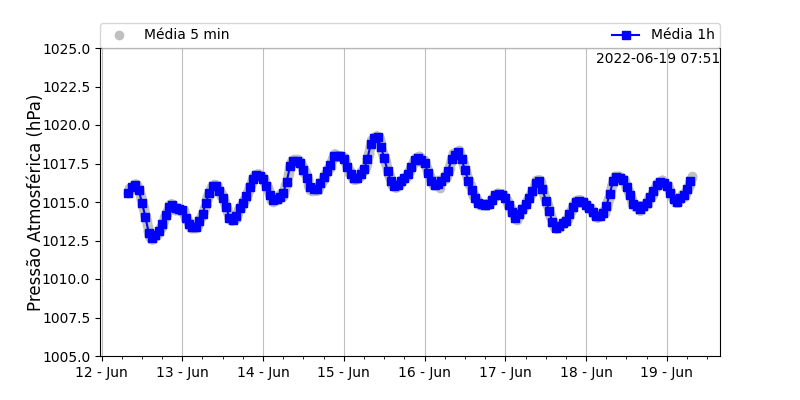 Média 5 min
Média 1h
2022-06-19 07:51
Pressão Atmosférica (hPa)
1025.0
1022.5
1020.0
1017.5
1015.0
1012.5
1010.0
1007.5
1005.0
12 - Jun
13 - Jun
14 - Jun
15 - Jun
16 - Jun
17 - Jun
18 - Jun
19 - Jun